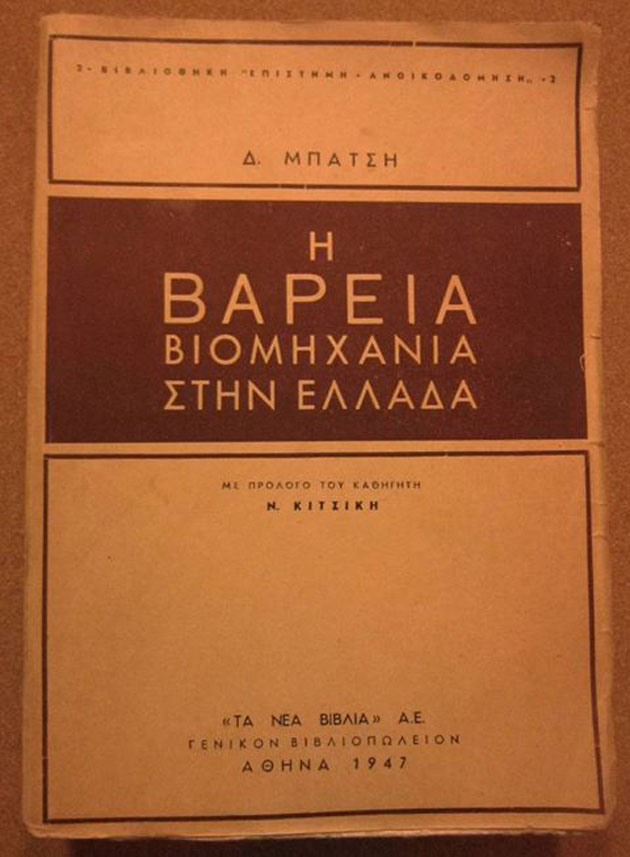 2 - ΒΙΒΛΙΟΘΗΚΗ "ΕΠΙΣΤΗΜΗ - ΑΝΟΙΚΟΔΟΜΗΣΗ„ - 2
Δ. ΜΠΑΤΣΗ
Η
ΒΑΡΕΙΑ
ΒΙΟΜΗΧΑΝΙΑ
ΣΤΗΝ ΕΛΛΑΔΑ
ΜΕ ΠΡΟΛΟΓΟ ΤΟΥ ΚΑΘΗΓΗΤΗ
Ν. ΚΙΤΣΙΚΗ
«ΤΑ ΝΕΑ ΒΙΒΛΙΑ» Α.Ε.
ΓΕΝΙΚΟΝ ΒΙΒΛΙΟΠΩΛΕΙΟΝ
ΑΘΗΝΑ 1947